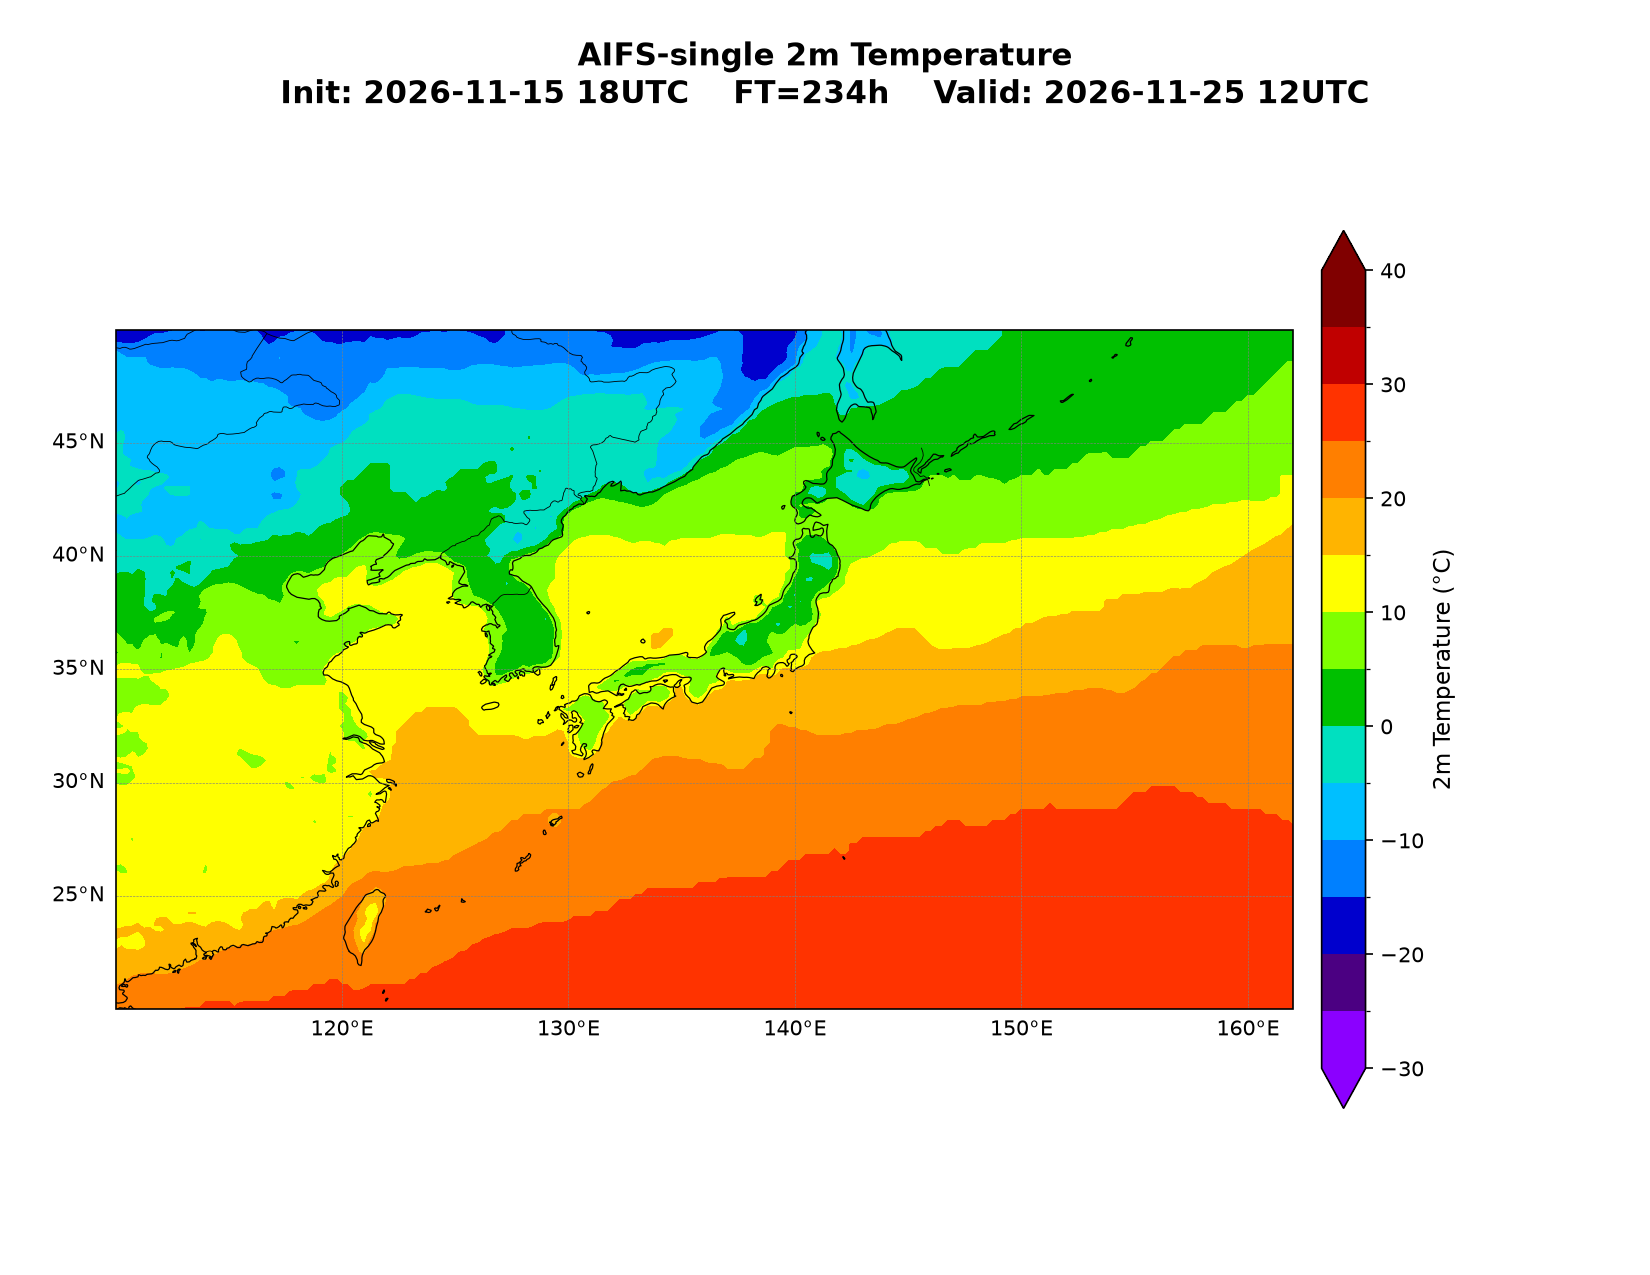 AIFS-single 2m Temperature
Init: 2026-11-15 18UTC    FT=234h    Valid: 2026-11-25 12UTC
45°N
40°N
35°N
30°N
25°N
120°E
130°E
140°E
150°E
160°E
40
30
20
10
0
−10
−20
−30
2m Temperature (°C)